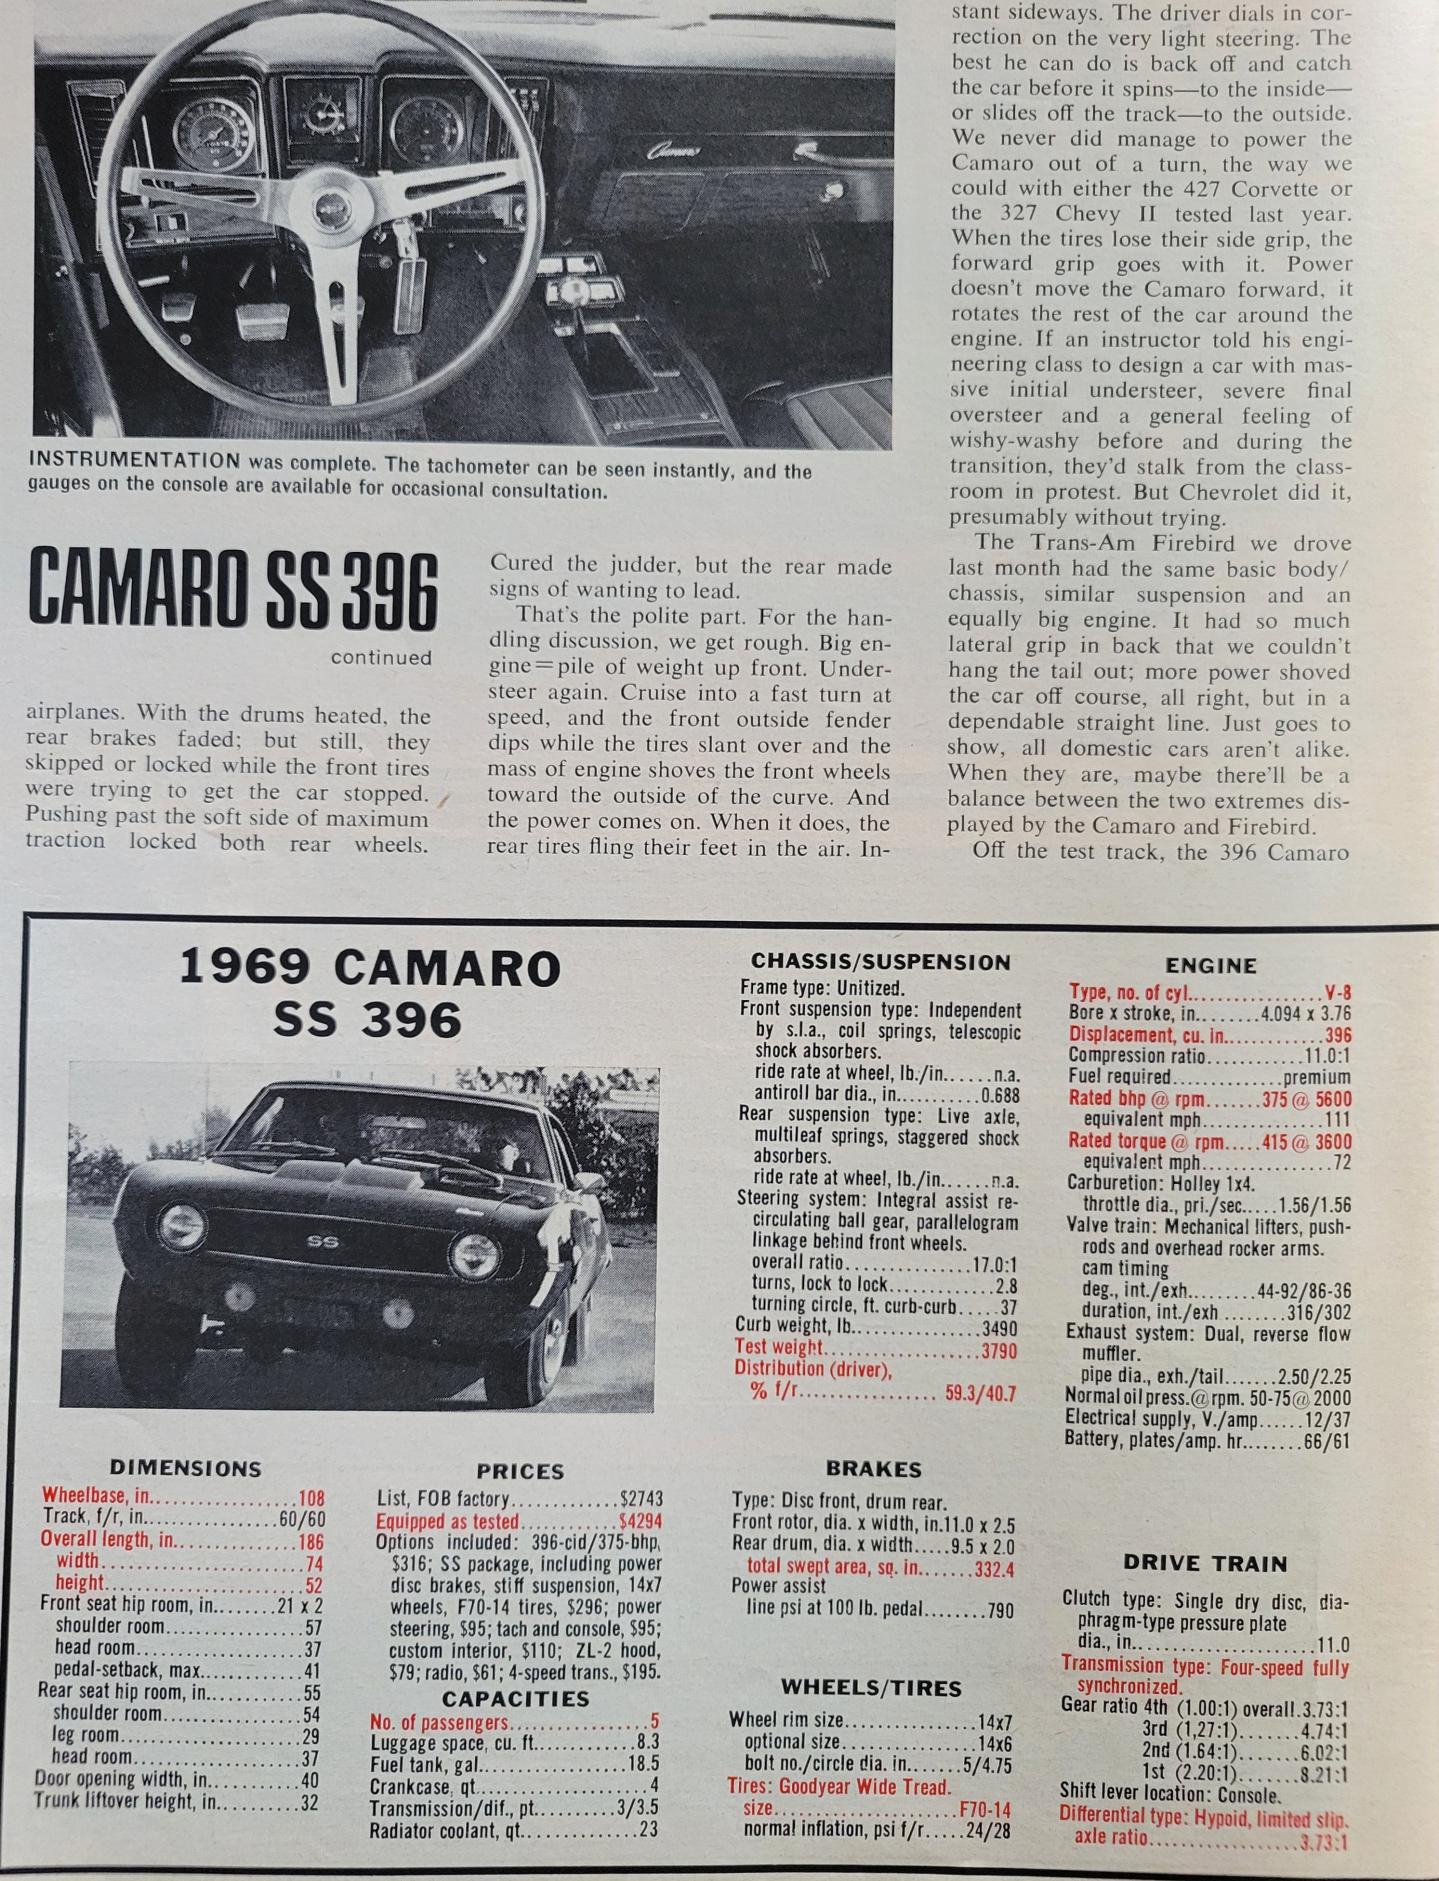 INSTRUMENTATION was complete. The tachometer can be seen instantly, and the
gauges on the console are available for occasional consultation.
CAMARO SS 396
continued
airplanes. With the drums heated, the
rear brakes faded; but still, they
skipped or locked while the front tires
were trying to get the car stopped.
Pushing past the soft side of maximum
traction locked both rear wheels.
Cured the judder, but the rear made
signs of wanting to lead.
That's the polite part. For the han-
dling discussion, we get rough. Big en-
gine=pile of weight up front. Under-
steer again. Cruise into a fast turn at
speed, and the front outside fender
dips while the tires slant over and the
mass of engine shoves the front wheels
toward the outside of the curve. And
the power comes on. When it does, the
rear tires fling their feet in the air. In-
stant sideways. The driver dials in cor-
rection on the very light steering. The
best he can do is back off and catch
the car before it spins—to the inside—
or slides off the track—to the outside.
We never did manage to power the
Camaro out of a turn, the way we
could with either the 427 Corvette or
the 327 Chevy II tested last year.
When the tires lose their side grip, the
forward grip goes with it. Power
doesn't move the Camaro forward, it
rotates the rest of the car around the
engine. If an instructor told his engi-
neering class to design a car with mas-
sive initial understeer, severe final
oversteer and a general feeling of
wishy-washy before and during the
transition, they'd stalk from the class-
room in protest. But Chevrolet did it,
presumably without trying.
The Trans-Am Firebird we drove
last month had the same basic body/
chassis, similar suspension and an
equally big engine. It had so much
lateral grip in back that we couldn't
hang the tail out; more power shoved
the car off course, all right, but in a
dependable straight line. Just goes to
show, all domestic cars aren't alike.
When they are, maybe there'll be a
balance between the two extremes dis-
played by the Camaro and Firebird.
Off the test track, the 396 Camaro
1969 CAMARO
SS 396
Camaro
SS
DIMENSIONS
Wheelbase, in..................108
Track, f/r, in.................60/60
Overall length, in..............186
width.........................74
height........................52
Front seat hip room, in........21 x 2
shoulder room.................57
head room.....................37
pedal-setback, max............41
Rear seat hip room, in..........55
shoulder room.................54
leg room......................29
head room.....................37
Door opening width, in..........40
Trunk liftover height, in.........32
PRICES
List, FOB factory.............$2743
Equipped as tested............$4294
Options included: 396-cid/375-bhp,
$316; SS package, including power
disc brakes, stiff suspension, 14x7
wheels, F70-14 tires, $296; power
steering, $95; tach and console, $95;
custom interior, $110; ZL-2 hood,
$79; radio, $61; 4-speed trans., $195.
CAPACITIES
No. of passengers.................5
Luggage space, cu. ft............8.3
Fuel tank, gal..................18.5
Crankcase, qt.....................4
Transmission/dif., pt..........3/3.5
Radiator coolant, qt.............23
CHASSIS/SUSPENSION
Frame type: Unitized.
Front suspension type: Independent
by s.l.a., coil springs, telescopic
shock absorbers.
ride rate at wheel, lb./in......n.a.
antiroll bar dia., in..........0.688
Rear suspension type: Live axle,
multileaf springs, staggered shock
absorbers.
ride rate at wheel, lb./in......n.a.
Steering system: Integral assist re-
circulating ball gear, parallelogram
linkage behind front wheels.
overall ratio...............17.0:1
turns, lock to lock.............2.8
turning circle, ft. curb-curb.....37
Curb weight, lb................3490
Test weight....................3790
Distribution (driver),
% f/r................. 59.3/40.7
BRAKES
Type: Disc front, drum rear.
Front rotor, dia. x width, in.11.0 x 2.5
Rear drum, dia. x width.....9.5 x 2.0
total swept area, sq. in.......332.4
Power assist
line psi at 100 lb. pedal........790
WHEELS/TIRES
Wheel rim size................14x7
optional size................14x6
bolt no./circle dia. in.......5/4.75
Tires: Goodyear Wide Tread.
size......................F70-14
normal inflation, psi f/r.....24/28
ENGINE
Type, no. of cyl.................V-8
Bore x stroke, in........4.094 x 3.76
Displacement, cu. in.............396
Compression ratio............11.0:1
Fuel required..............premium
Rated bhp @ rpm.......375 @ 5600
equivalent mph................111
Rated torque @ rpm.....415 @ 3600
equivalent mph.................72
Carburetion: Holley 1x4.
throttle dia., pri./sec.....1.56/1.56
Valve train: Mechanical lifters, push-
rods and overhead rocker arms.
cam timing
deg., int./exh.........44-92/86-36
duration, int./exh ........316/302
Exhaust system: Dual, reverse flow
muffler.
pipe dia., exh./tail.......2.50/2.25
Normal oil press.@ rpm. 50-75@ 2000
Electrical supply, V./amp......12/37
Battery, plates/amp. hr........66/61
DRIVE TRAIN
Clutch type: Single dry disc, dia-
phragm-type pressure plate
dia., in......................11.0
Transmission type: Four-speed fully
synchronized.
Gear ratio 4th (1.00:1) overall.3.73:1
3rd (1,27:1).......4.74:1
2nd (1.64:1).......6.02:1
1st (2.20:1).......8.21:1
Shift lever location: Console.
Differential type: Hypoid, limited slip.
axle ratio...................3.73:1